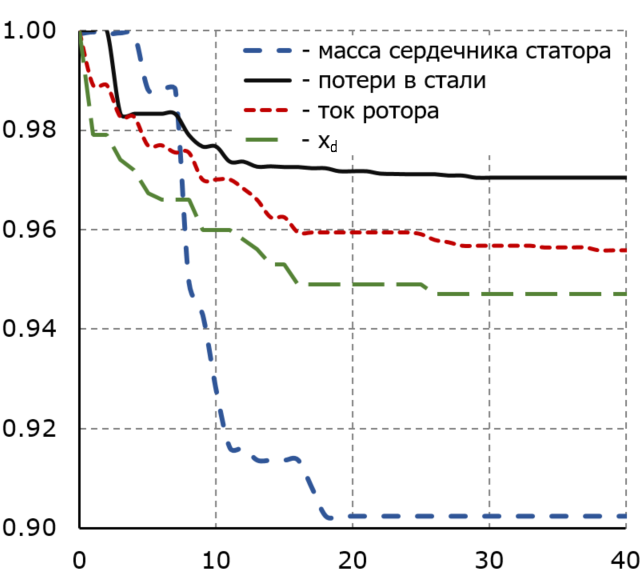 1.00
0.98
0.96
0.94
0.92
0.90
0 10 20 30 40
- масса сердечника статора
- потери в стали
- ток ротора
- xd